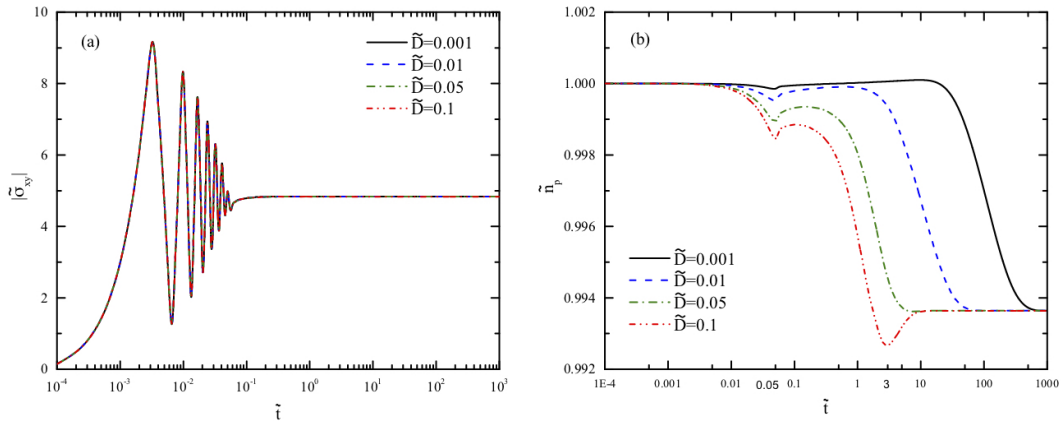 (a)
D̃=0.001
D̃=0.01
D̃=0.05
D̃=0.1
10
8
6
4
2
0
|σ̃xy|
10⁻⁴ 10⁻³ 10⁻² 10⁻¹ 10⁰ 10¹ 10² 10³
t̃
(b)
1.002
1.000
0.998
0.996
0.994
0.992
ñp
D̃=0.001
D̃=0.01
D̃=0.05
D̃=0.1
1E-4 0.001 0.01 0.05 0.1 1 3 10 100 1000
t̃